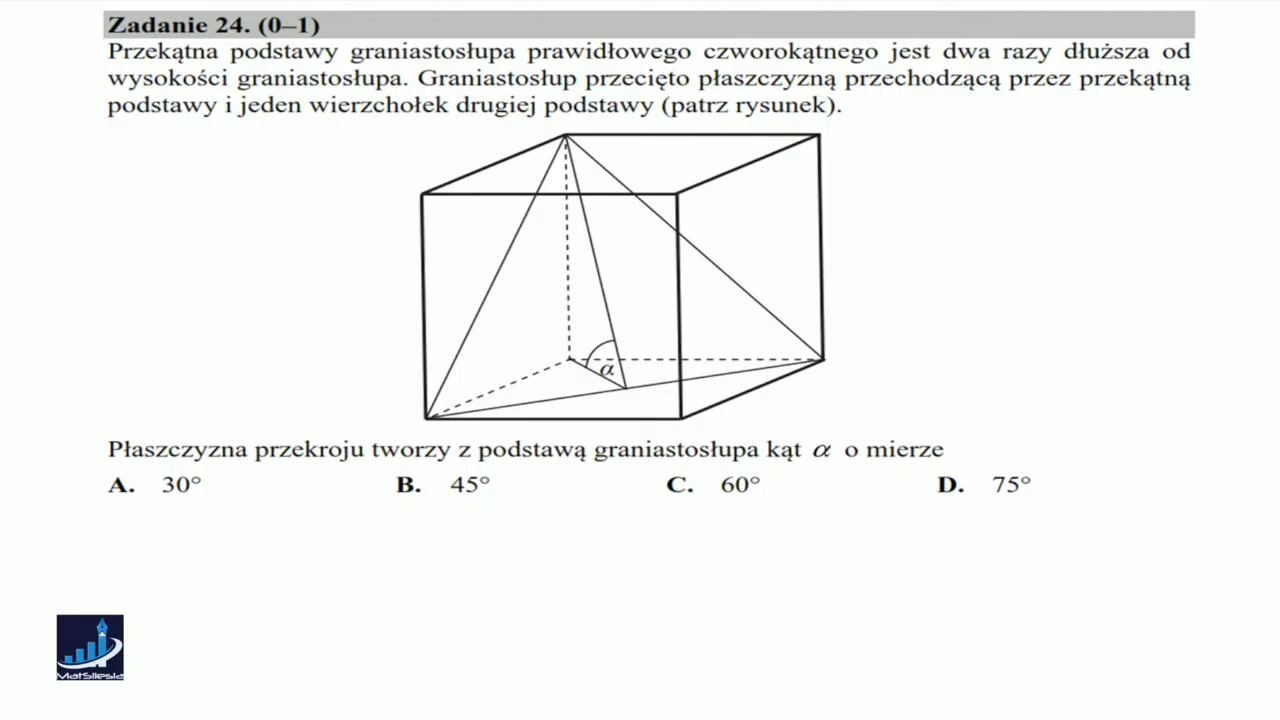 Zadanie 24. (0–1)
Przekątna podstawy graniastosłupa prawidłowego czworokątnego jest dwa razy dłuższa od
wysokości graniastosłupa. Graniastosłup przecięto płaszczyzną przechodzącą przez przekątną
podstawy i jeden wierzchołek drugiej podstawy (patrz rysunek).
α
Płaszczyzna przekroju tworzy z podstawą graniastosłupa kąt α o mierze
A. 30° B. 45° C. 60° D. 75°
MatSilesia